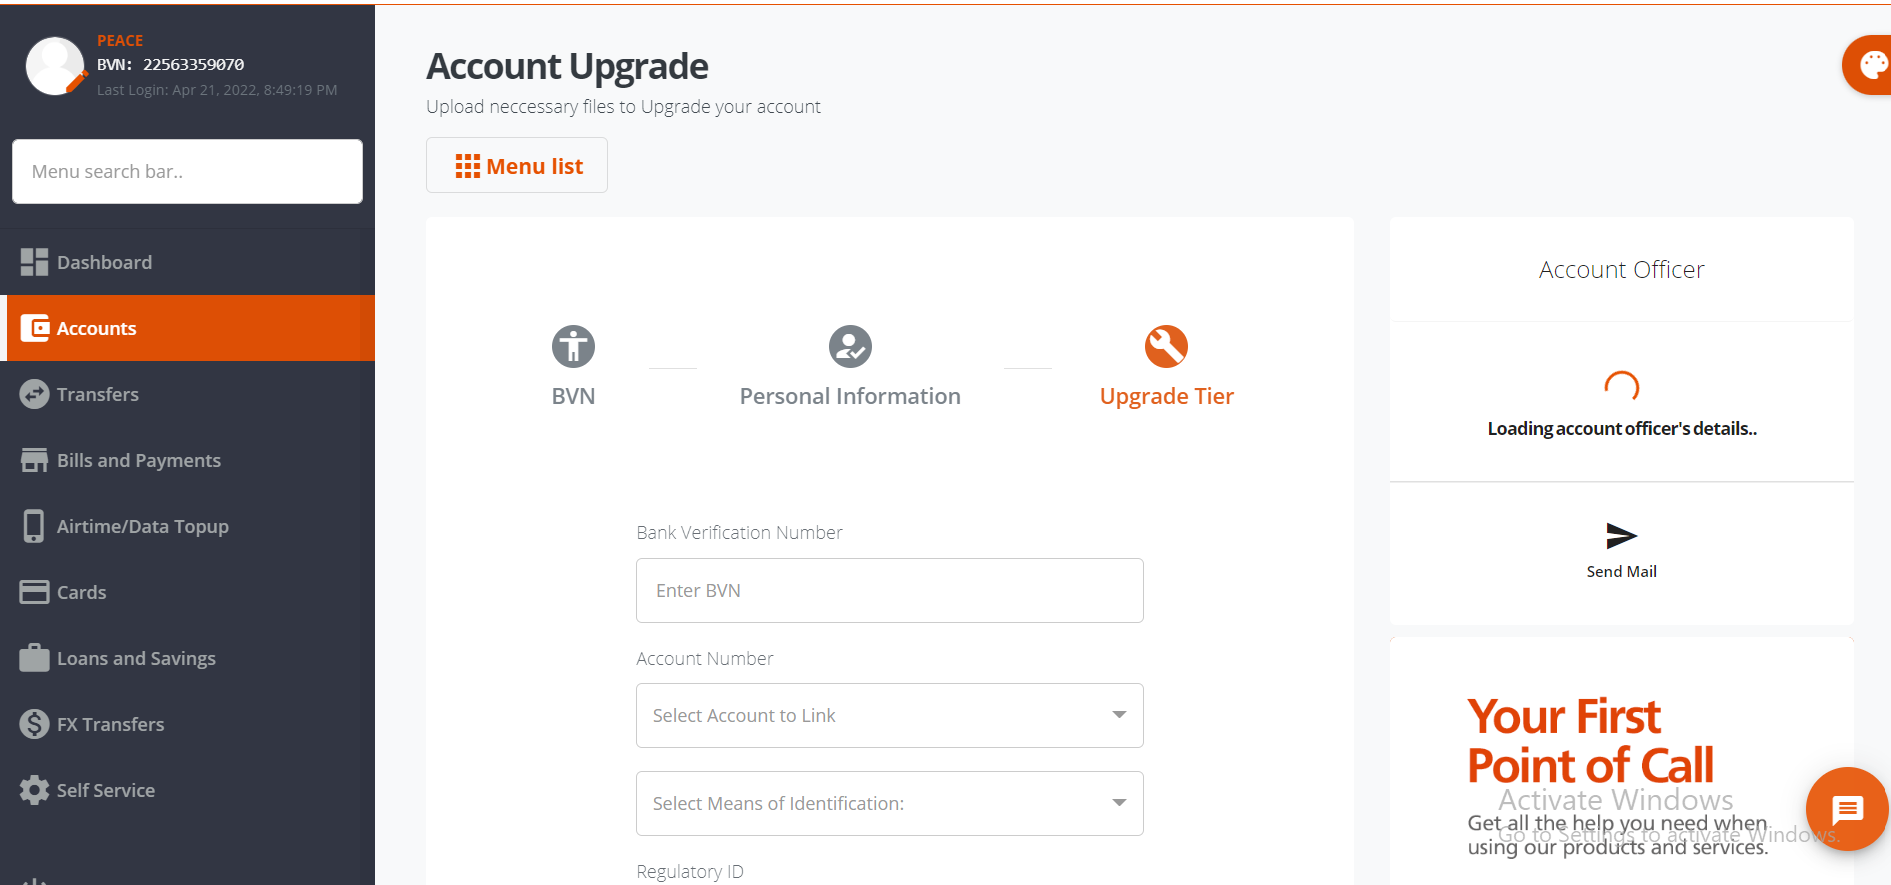 PEACE
BVN: 22563359070
Last Login: Apr 21, 2022, 8:49:19 PM
Menu search bar..
Dashboard
Accounts
Transfers
Bills and Payments
Airtime/Data Topup
Cards
Loans and Savings
FX Transfers
Self Service
Account Upgrade
Upload neccessary files to Upgrade your account
Menu list
BVN
Personal Information
Upgrade Tier
Bank Verification Number
Enter BVN
Account Number
Select Account to Link
Select Means of Identification:
Regulatory ID
Account Officer
Loading account officer's details..
Send Mail
Your First
Point of Call
Activate Windows
Get all the help you need when
Go to Settings to activate Windows.
using our products and services.